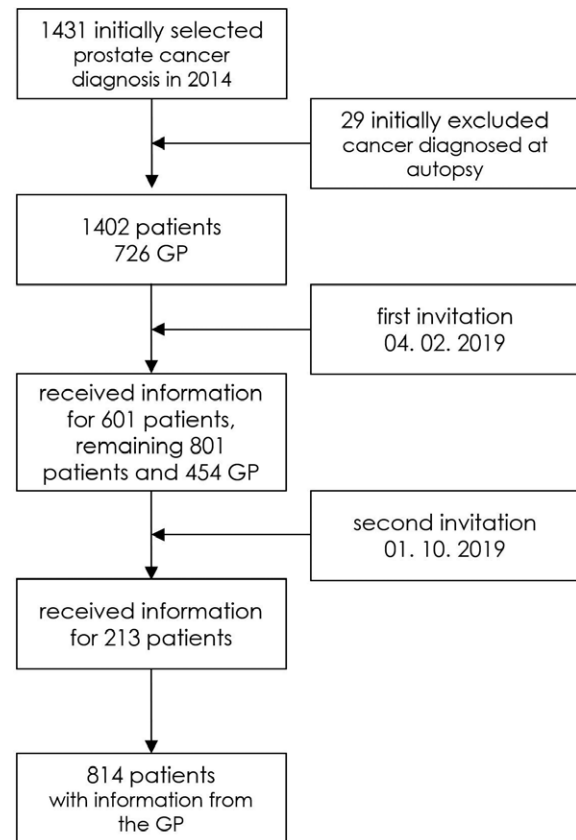 1431 initially selected
prostate cancer
diagnosis in 2014
29 initially excluded
cancer diagnosed at
autopsy
1402 patients
726 GP
first invitation
04. 02. 2019
received information
for 601 patients,
remaining 801
patients and 454 GP
second invitation
01. 10. 2019
received information
for 213 patients
814 patients
with information from
the GP